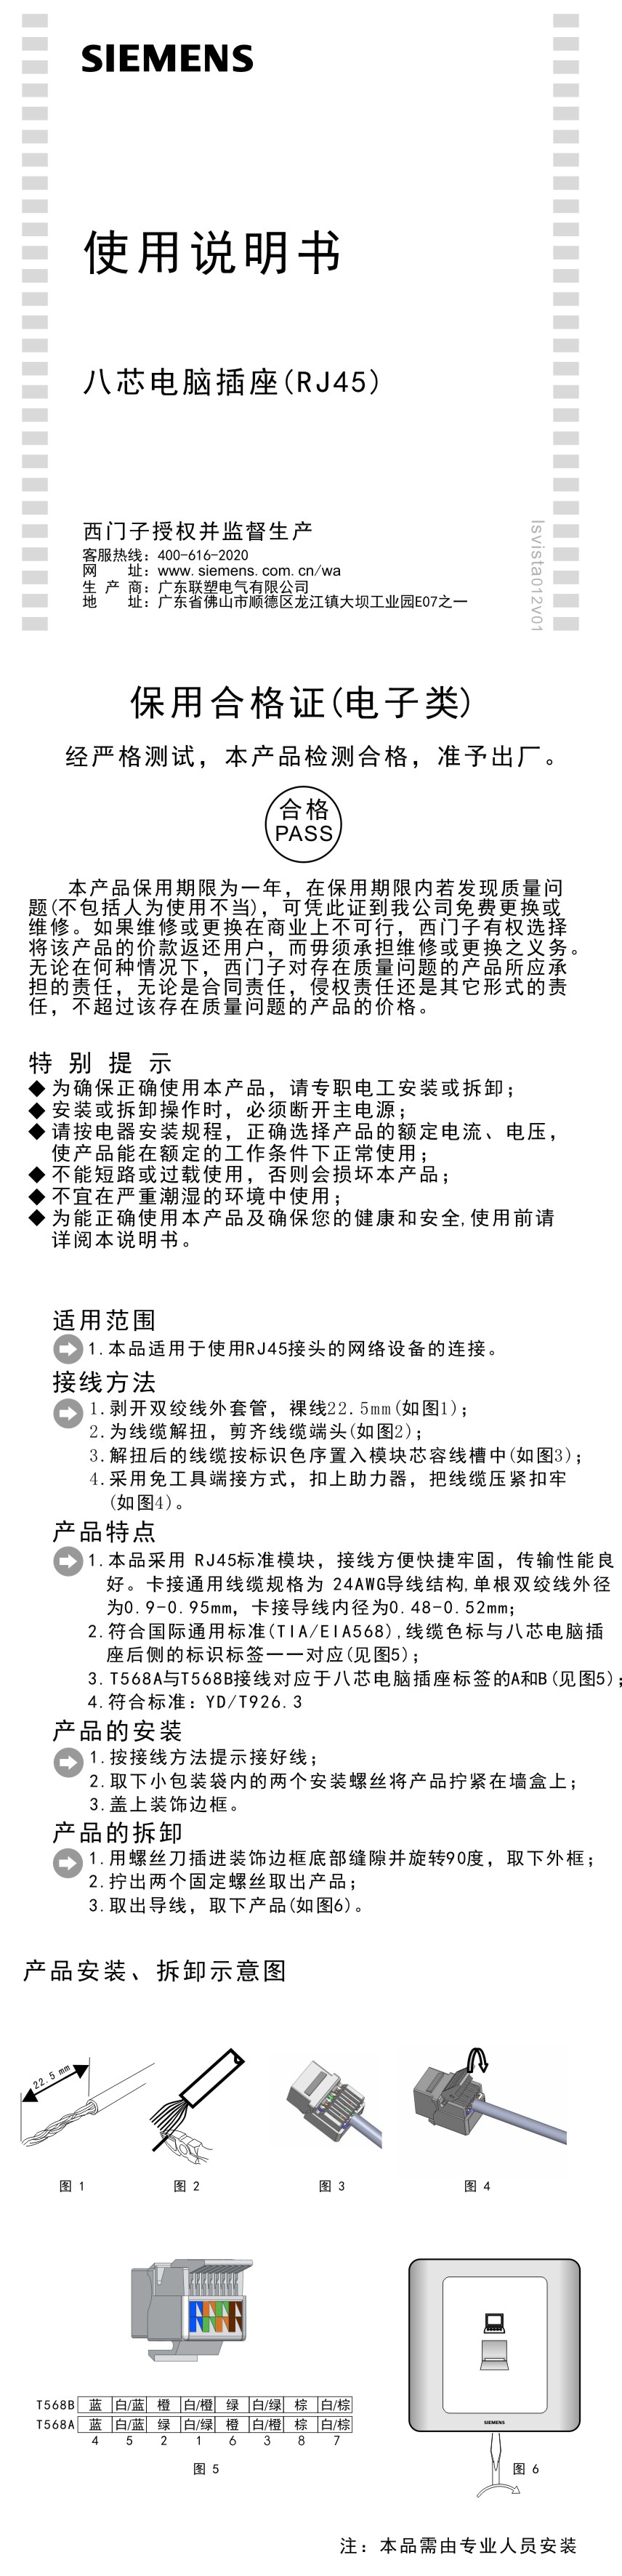 SIEMENS
使用说明书
八芯电脑插座(RJ45)
西门子授权并监督生产
客服热线：400-616-2020
网 址：www.siemens.com.cn/wa
生 产 商：广东联塑电气有限公司
地 址：广东省佛山市顺德区龙江镇大坝工业园E07之一
lsvista012v01
保用合格证(电子类)
经严格测试，本产品检测合格，准予出厂。
合格
PASS
本产品保用期限为一年，在保用期限内若发现质量问
题(不包括人为使用不当)，可凭此证到我公司免费更换或
维修。如果维修或更换在商业上不可行，西门子有权选择
将该产品的价款返还用户，而毋须承担维修或更换之义务。
无论在何种情况下，西门子对存在质量问题的产品所应承
担的责任，无论是合同责任，侵权责任还是其它形式的责
任，不超过该存在质量问题的产品的价格。
特 别 提 示
◆ 为确保正确使用本产品，请专职电工安装或拆卸；
◆ 安装或拆卸操作时，必须断开主电源；
◆ 请按电器安装规程，正确选择产品的额定电流、电压，
使产品能在额定的工作条件下正常使用；
◆ 不能短路或过载使用，否则会损坏本产品；
◆ 不宜在严重潮湿的环境中使用；
◆ 为能正确使用本产品及确保您的健康和安全,使用前请
详阅本说明书。
适用范围
1.本品适用于使用RJ45接头的网络设备的连接。
接线方法
1.剥开双绞线外套管，裸线22.5mm(如图1)；
2.为线缆解扭，剪齐线缆端头(如图2)；
3.解扭后的线缆按标识色序置入模块芯容线槽中(如图3)；
4.采用免工具端接方式，扣上助力器，把线缆压紧扣牢
(如图4)。
产品特点
1.本品采用 RJ45标准模块，接线方便快捷牢固，传输性能良
好。卡接通用线缆规格为 24AWG导线结构,单根双绞线外径
为0.9-0.95mm，卡接导线内径为0.48-0.52mm；
2.符合国际通用标准(TIA/EIA568),线缆色标与八芯电脑插
座后侧的标识标签一一对应(见图5)；
3.T568A与T568B接线对应于八芯电脑插座标签的A和B(见图5)；
4.符合标准：YD/T926.3
产品的安装
1.按接线方法提示接好线；
2.取下小包装袋内的两个安装螺丝将产品拧紧在墙盒上；
3.盖上装饰边框。
产品的拆卸
1.用螺丝刀插进装饰边框底部缝隙并旋转90度，取下外框；
2.拧出两个固定螺丝取出产品；
3.取出导线，取下产品(如图6)。
产品安装、拆卸示意图
22.5 mm
图 1 图 2 图 3 图 4
T568B 蓝 白/蓝 橙 白/橙 绿 白/绿 棕 白/棕
T568A 蓝 白/蓝 绿 白/绿 橙 白/橙 棕 白/棕
4 5 2 1 6 3 8 7
图 5
SIEMENS
图 6
注：本品需由专业人员安装